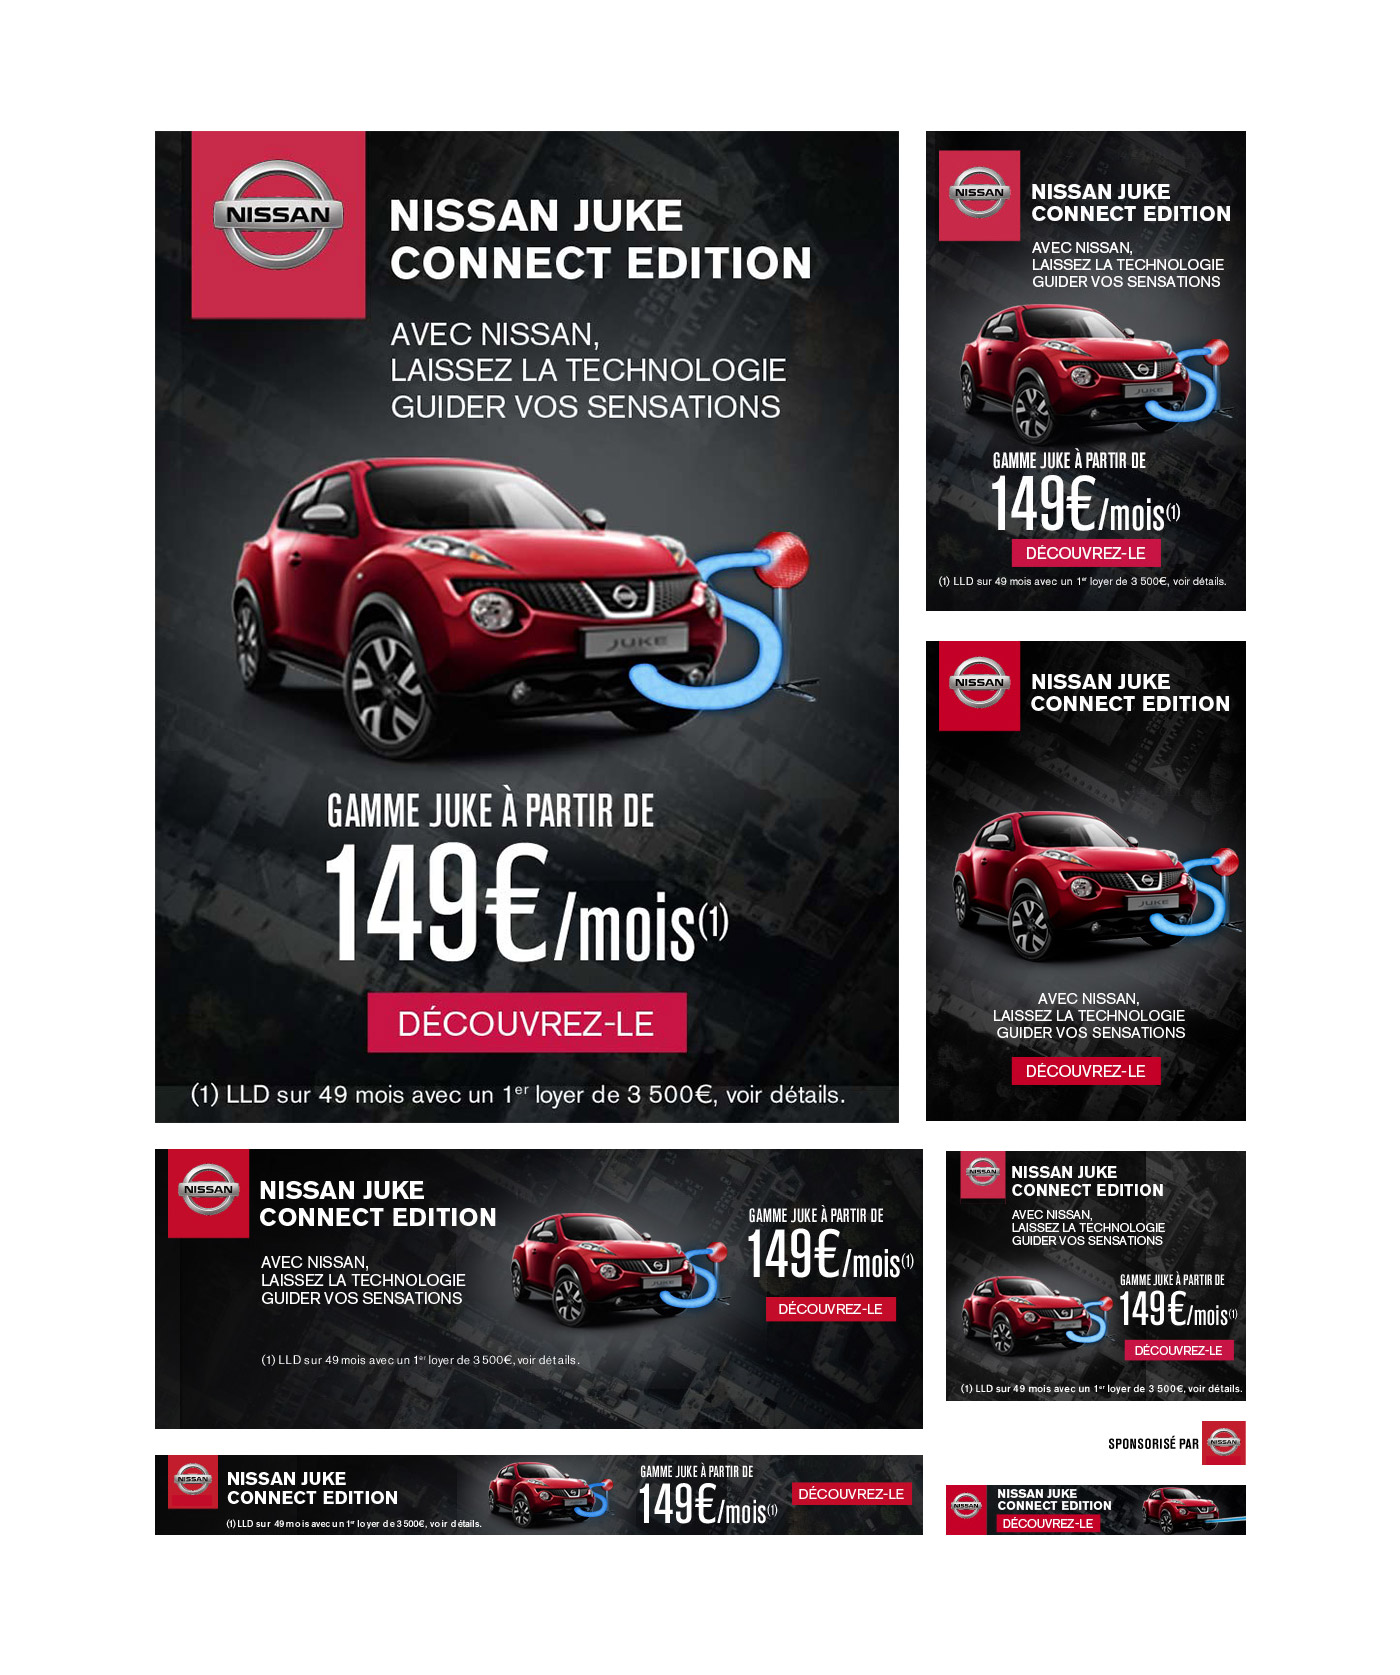 NISSAN
NISSAN JUKE
CONNECT EDITION
AVEC NISSAN,
LAISSEZ LA TECHNOLOGIE
GUIDER VOS SENSATIONS
JUKE
GAMME JUKE À PARTIR DE
149€/mois(1)
DÉCOUVREZ-LE
(1) LLD sur 49 mois avec un 1er loyer de 3 500€, voir détails.
NISSAN
NISSAN JUKE
CONNECT EDITION
AVEC NISSAN,
LAISSEZ LA TECHNOLOGIE
GUIDER VOS SENSATIONS
JUKE
GAMME JUKE À PARTIR DE
149€/mois(1)
DÉCOUVREZ-LE
(1) LLD sur 49 mois avec un 1er loyer de 3 500€, voir détails.
NISSAN
NISSAN JUKE
CONNECT EDITION
JUKE
AVEC NISSAN,
LAISSEZ LA TECHNOLOGIE
GUIDER VOS SENSATIONS
DÉCOUVREZ-LE
NISSAN
NISSAN JUKE
CONNECT EDITION
AVEC NISSAN,
LAISSEZ LA TECHNOLOGIE
GUIDER VOS SENSATIONS
JUKE
GAMME JUKE À PARTIR DE
149€/mois(1)
DÉCOUVREZ-LE
(1) LLD sur 49 mois avec un 1er loyer de 3 500€, voir détails.
NISSAN
NISSAN JUKE
CONNECT EDITION
AVEC NISSAN,
LAISSEZ LA TECHNOLOGIE
GUIDER VOS SENSATIONS
GAMME JUKE À PARTIR DE
149€/mois(1)
DÉCOUVREZ-LE
(1) LLD sur 49 mois avec un 1er loyer de 3 500€, voir détails.
SPONSORISÉ PAR NISSAN
NISSAN
NISSAN JUKE
CONNECT EDITION
(1) LLD sur 49 mois avec un 1er loyer de 3 500€, voir détails.
GAMME JUKE À PARTIR DE
149€/mois(1)
DÉCOUVREZ-LE
NISSAN
NISSAN JUKE
CONNECT EDITION
DÉCOUVREZ-LE